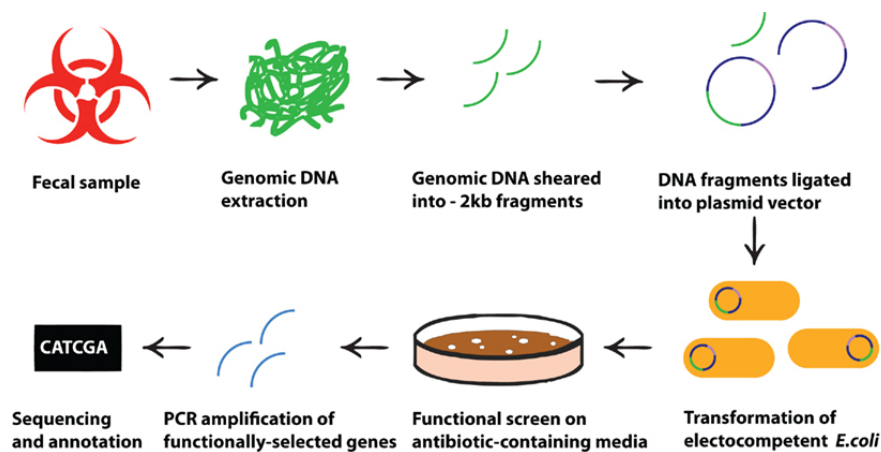 Fecal sample
Genomic DNA
extraction
Genomic DNA sheared
into - 2kb fragments
DNA fragments ligated
into plasmid vector
CATCGA
Sequencing
and annotation
PCR amplification of
functionally-selected genes
Functional screen on
antibiotic-containing media
Transformation of
electocompetent E.coli